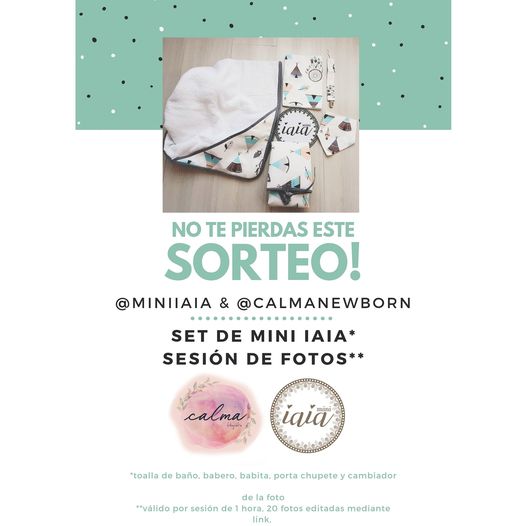 mini
iaia
NO TE PIERDAS ESTE
SORTEO!
@MINIIAIA & @CALMANEWBORN
SET DE MINI IAIA*
SESIÓN DE FOTOS**
calma
mini
iaia
*toalla de baño, babero, babita, porta chupete y cambiador
de la foto
**válido por sesión de 1 hora, 20 fotos editadas mediante
link.